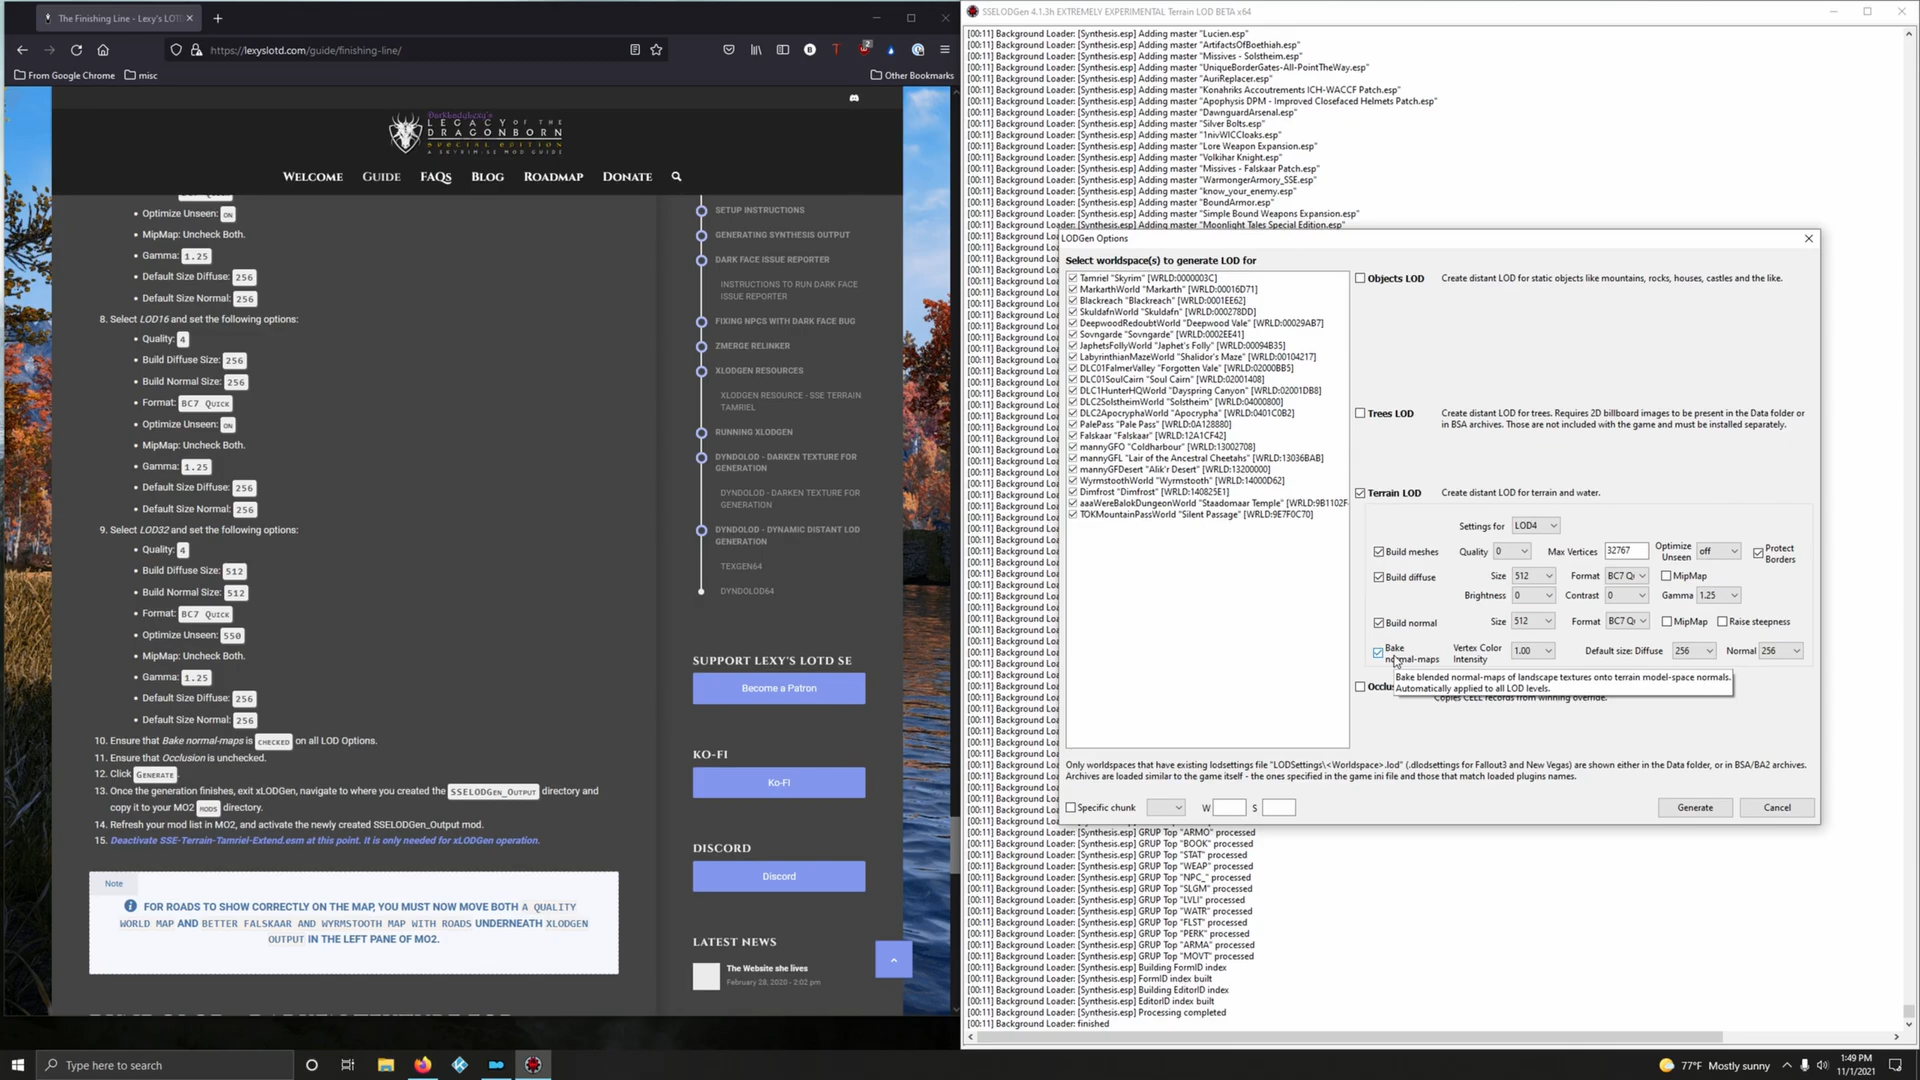 The Finishing Line - Lexy's LOT
https://lexyslotd.com/guide/finishing-line/
From Google Chrome
misc
Other Bookmarks
DarkladyLexy's
LEGACY OF THE
DRAGONBORN
SPECIAL EDITION
A SKYRIM:SE MOD GUIDE
WELCOME
GUIDE
FAQS
BLOG
ROADMAP
DONATE
Optimize Unseen: ON
MipMap: Uncheck Both.
Gamma: 1.25
Default Size Diffuse: 256
Default Size Normal: 256
8. Select LOD16 and set the following options:
Quality: 4
Build Diffuse Size: 256
Build Normal Size: 256
Format: BC7 QUICK
Optimize Unseen: ON
MipMap: Uncheck Both.
Gamma: 1.25
Default Size Diffuse: 256
Default Size Normal: 256
9. Select LOD32 and set the following options:
Quality: 4
Build Diffuse Size: 512
Build Normal Size: 512
Format: BC7 QUICK
Optimize Unseen: 550
MipMap: Uncheck Both.
Gamma: 1.25
Default Size Diffuse: 256
Default Size Normal: 256
10. Ensure that Bake normal-maps is CHECKED on all LOD Options.
11. Ensure that Occlusion is unchecked.
12. Click GENERATE.
13. Once the generation finishes, exit xLODGen, navigate to where you created the SSELODGEN_OUTPUT directory and
copy it to your MO2 MODS directory.
14. Refresh your mod list in MO2, and activate the newly created SSELODGen_Output mod.
15. Deactivate SSE-Terrain-Tamriel-Extend.esm at this point. It is only needed for xLODGen operation.
Note
FOR ROADS TO SHOW CORRECTLY ON THE MAP, YOU MUST NOW MOVE BOTH A QUALITY
WORLD MAP AND BETTER FALSKAAR AND WYRMSTOOTH MAP WITH ROADS UNDERNEATH XLODGEN
OUTPUT IN THE LEFT PANE OF MO2.
SETUP INSTRUCTIONS
GENERATING SYNTHESIS OUTPUT
DARK FACE ISSUE REPORTER
INSTRUCTIONS TO RUN DARK FACE
ISSUE REPORTER
FIXING NPCS WITH DARK FACE BUG
ZMERGE RELINKER
XLODGEN RESOURCES
XLODGEN RESOURCE - SSE TERRAIN
TAMRIEL
RUNNING XLODGEN
DYNDOLOD - DARKEN TEXTURE FOR
GENERATION
DYNDOLOD - DARKEN TEXTURE FOR
GENERATION
DYNDOLOD - DYNAMIC DISTANT LOD
GENERATION
TEXGEN64
DYNDOLOD64
SUPPORT LEXY'S LOTD SE
Become a Patron
KO-FI
Ko-Fi
DISCORD
Discord
LATEST NEWS
The Website she lives
February 28, 2020 - 2:02 pm
SSELODGen 4.1.3h EXTREMELY EXPERIMENTAL Terrain LOD BETA x64
[00:11] Background Loader: [Synthesis.esp] Adding master "Lucien.esp"
[00:11] Background Loader: [Synthesis.esp] Adding master "ArtifactsOfBoethiah.esp"
[00:11] Background Loader: [Synthesis.esp] Adding master "Missives - Solstheim.esp"
[00:11] Background Loader: [Synthesis.esp] Adding master "UniqueBorderGates-All-PointTheWay.esp"
[00:11] Background Loader: [Synthesis.esp] Adding master "AuriReplacer.esp"
[00:11] Background Loader: [Synthesis.esp] Adding master "Konahriks Accoutrements ICH-WACCF Patch.esp"
[00:11] Background Loader: [Synthesis.esp] Adding master "Apophysis DPM - Improved Closefaced Helmets Patch.esp"
[00:11] Background Loader: [Synthesis.esp] Adding master "DawnguardArsenal.esp"
[00:11] Background Loader: [Synthesis.esp] Adding master "Silver Bolts.esp"
[00:11] Background Loader: [Synthesis.esp] Adding master "1nivWICCloaks.esp"
[00:11] Background Loader: [Synthesis.esp] Adding master "Lore Weapon Expansion.esp"
[00:11] Background Loader: [Synthesis.esp] Adding master "Volkihar Knight.esp"
[00:11] Background Loader: [Synthesis.esp] Adding master "Missives - Falskaar Patch.esp"
[00:11] Background Loader: [Synthesis.esp] Adding master "WarmongerArmory_SSE.esp"
[00:11] Background Loader: [Synthesis.esp] Adding master "know_your_enemy.esp"
[00:11] Background Loader: [Synthesis.esp] Adding master "BoundArmor.esp"
[00:11] Background Loader: [Synthesis.esp] Adding master "Simple Bound Weapons Expansion.esp"
[00:11] Background Loader: [Synthesis.esp] Adding master "Moonlight Tales Special Edition.esp"
LODGen Options
Select worldspace(s) to generate LOD for
Tamriel "Skyrim" [WRLD:0000003C]
MarkarthWorld "Markarth" [WRLD:00016D71]
Blackreach "Blackreach" [WRLD:0001EE62]
SkuldafnWorld "Skuldafn" [WRLD:000278DD]
DeepwoodRedoubtWorld "Deepwood Vale" [WRLD:00029AB7]
Sovngarde "Sovngarde" [WRLD:0002EE41]
JaphetsFollyWorld "Japhet's Folly" [WRLD:00094B35]
LabyrinthianMazeWorld "Shalidor's Maze" [WRLD:00104217]
DLC01FalmerValley "Forgotten Vale" [WRLD:02000BB5]
DLC01SoulCairn "Soul Cairn" [WRLD:02001408]
DLC1HunterHQWorld "Dayspring Canyon" [WRLD:02001DB8]
DLC2SolstheimWorld "Solstheim" [WRLD:04000800]
DLC2ApocryphaWorld "Apocrypha" [WRLD:0401C0B2]
PalePass "Pale Pass" [WRLD:0A128880]
Falskaar "Falskaar" [WRLD:12A1CF42]
mannyGFO "Coldharbour" [WRLD:13002708]
mannyGFL "Lair of the Ancestral Cheetahs" [WRLD:13036BAB]
mannyGFDesert "Alik'r Desert" [WRLD:13200000]
WyrmsTooth "Wyrmstooth" [WRLD:14000D62]
Dimfrost "Dimfrost" [WRLD:140825E1]
aaaWereBalokDungeonWorld "Staadomaar Temple" [WRLD:9B1102F
TOKMountainPassWorld "Silent Passage" [WRLD:9E7F0C70]
Objects LOD
Create distant LOD for static objects like mountains, rocks, houses, castles and the like.
Trees LOD
Create distant LOD for trees. Requires 2D billboard images to be present in the Data folder or
in BSA archives. Those are not included with the game and must be installed separately.
Terrain LOD
Create distant LOD for terrain and water.
Settings for LOD4
Build meshes Quality 0 Max Vertices 32767 Optimize Unseen off Protect Borders
Build diffuse Size 512 Format BC7 Qu MipMap
Brightness 0 Contrast 0 Gamma 1.25
Build normal Size 512 Format BC7 Qu MipMap Raise steepness
Bake normal-maps Vertex Color Intensity 1.00 Default size: Diffuse 256 Normal 256
Bake blended normal-maps of landscape textures onto terrain model-space normals.
Automatically applied to all LOD levels.
Occlu
Copies CELL records from winning override.
Only worldspaces that have existing lodsettings file "LODSettings\<Worldspace>.lod" (.dlodsettings for Fallout3 and New Vegas) are shown either in the Data folder, or in BSA/BA2 archives.
Archives are loaded similar to the game itself - the ones specified in the game ini file and those that match loaded plugins names.
Specific chunk W S
Generate
Cancel
[00:11] Background Loader: [Synthesis.esp] GRUP Top "ARMO" processed
[00:11] Background Loader: [Synthesis.esp] GRUP Top "BOOK" processed
[00:11] Background Loader: [Synthesis.esp] GRUP Top "STAT" processed
[00:11] Background Loader: [Synthesis.esp] GRUP Top "WEAP" processed
[00:11] Background Loader: [Synthesis.esp] GRUP Top "NPC_" processed
[00:11] Background Loader: [Synthesis.esp] GRUP Top "SLGM" processed
[00:11] Background Loader: [Synthesis.esp] GRUP Top "LVLI" processed
[00:11] Background Loader: [Synthesis.esp] GRUP Top "WATR" processed
[00:11] Background Loader: [Synthesis.esp] GRUP Top "FLST" processed
[00:11] Background Loader: [Synthesis.esp] GRUP Top "PERK" processed
[00:11] Background Loader: [Synthesis.esp] GRUP Top "ARMA" processed
[00:11] Background Loader: [Synthesis.esp] GRUP Top "MOVT" processed
[00:11] Background Loader: [Synthesis.esp] Building FormID index
[00:11] Background Loader: [Synthesis.esp] FormID index built
[00:11] Background Loader: [Synthesis.esp] Building EditorID index
[00:11] Background Loader: [Synthesis.esp] EditorID index built
[00:11] Background Loader: [Synthesis.esp] Processing completed
[00:11] Background Loader: finished
Type here to search
77°F Mostly sunny
1:49 PM
11/1/2021